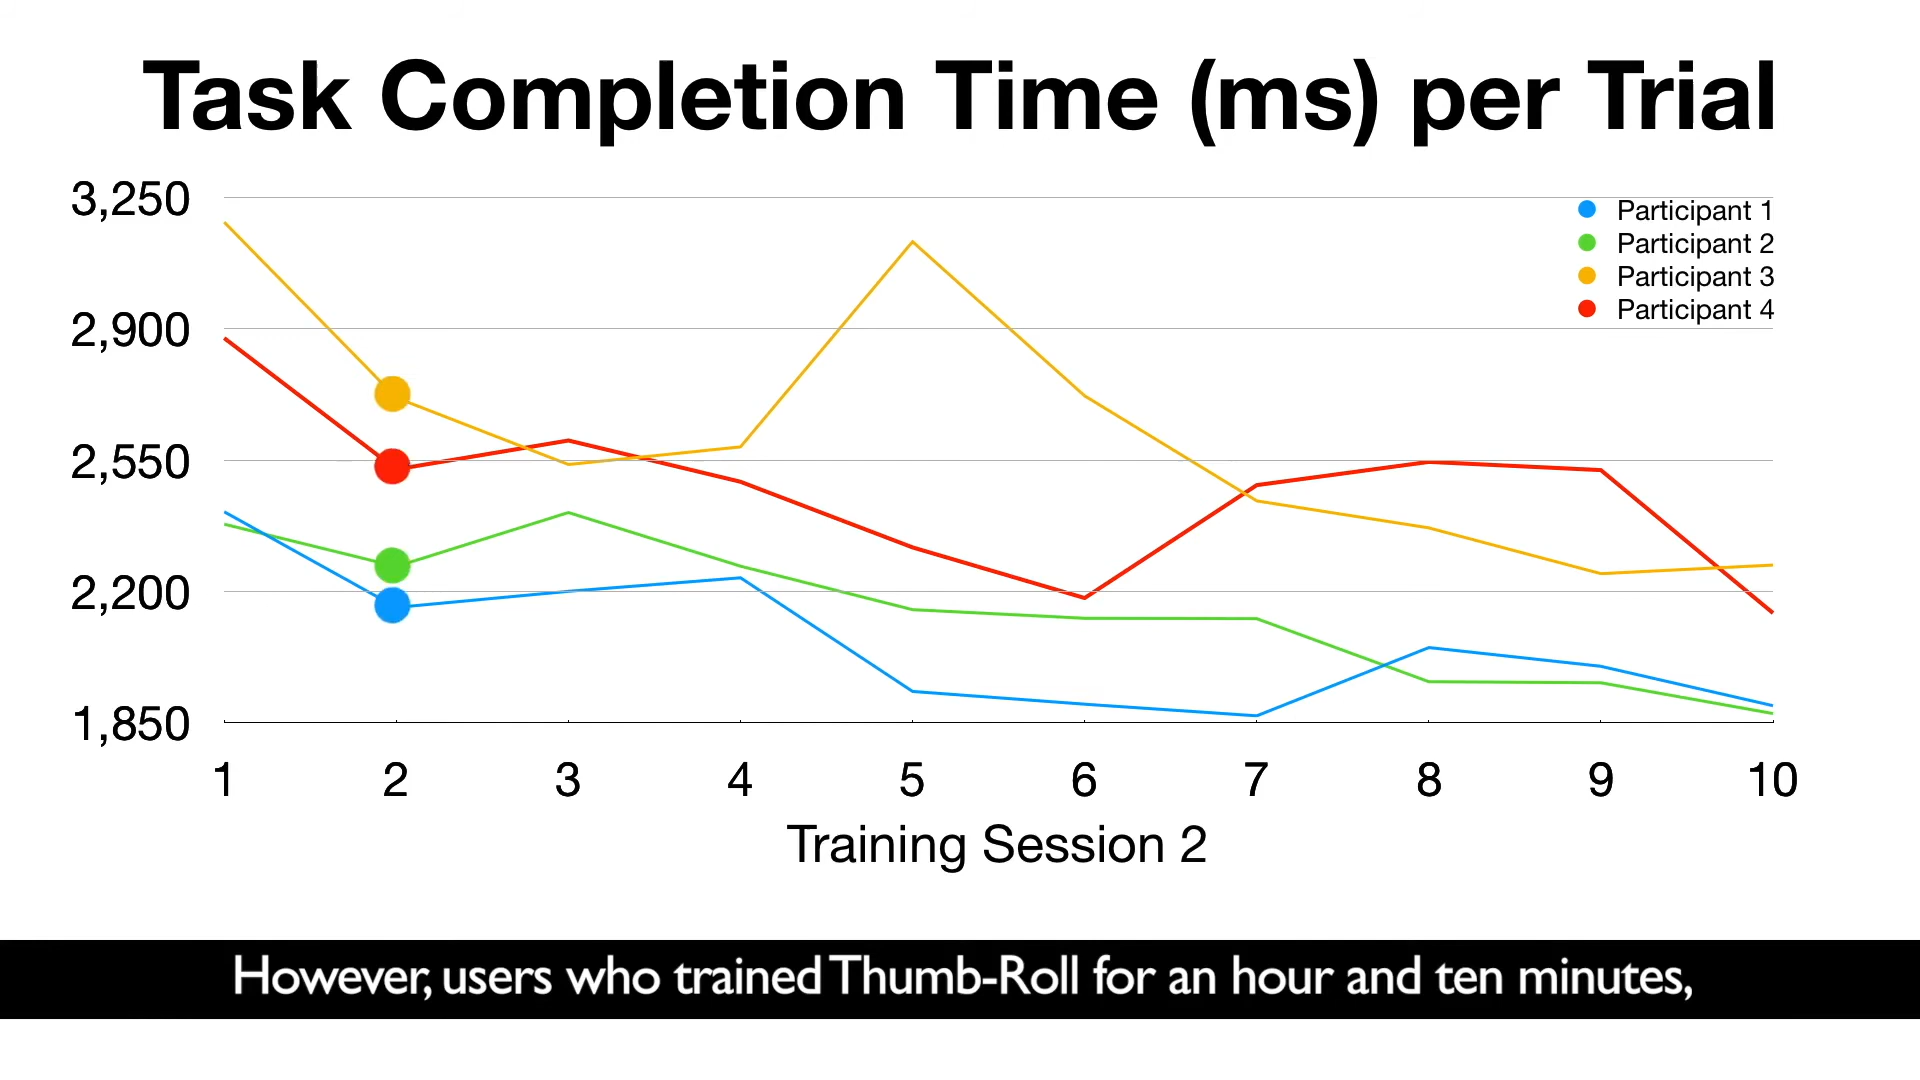 Task Completion Time (ms) per Trial
3,250
2,900
2,550
2,200
1,850
Participant 1
Participant 2
Participant 3
Participant 4
1 2 3 4 5 6 7 8 9 10
Training Session 2
However, users who trained Thumb-Roll for an hour and ten minutes,